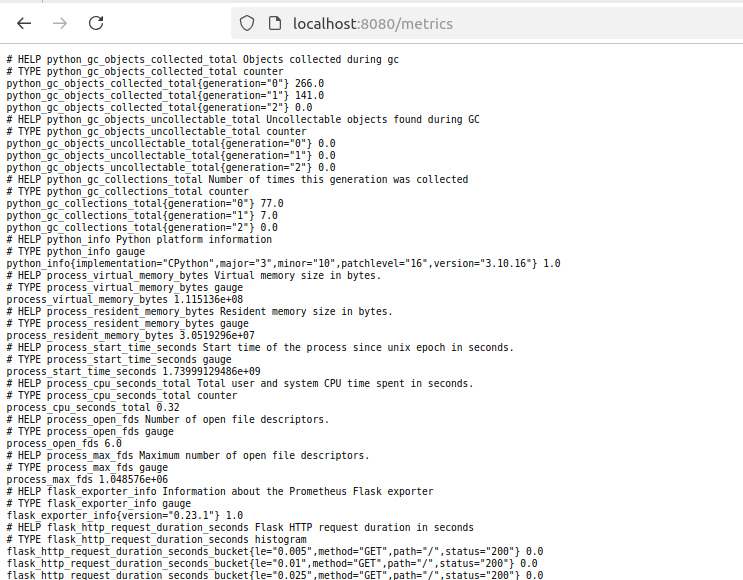 localhost:8080/metrics
# HELP python_gc_objects_collected_total Objects collected during gc
# TYPE python_gc_objects_collected_total counter
python_gc_objects_collected_total{generation="0"} 266.0
python_gc_objects_collected_total{generation="1"} 141.0
python_gc_objects_collected_total{generation="2"} 0.0
# HELP python_gc_objects_uncollectable_total Uncollectable objects found during GC
# TYPE python_gc_objects_uncollectable_total counter
python_gc_objects_uncollectable_total{generation="0"} 0.0
python_gc_objects_uncollectable_total{generation="1"} 0.0
python_gc_objects_uncollectable_total{generation="2"} 0.0
# HELP python_gc_collections_total Number of times this generation was collected
# TYPE python_gc_collections_total counter
python_gc_collections_total{generation="0"} 77.0
python_gc_collections_total{generation="1"} 7.0
python_gc_collections_total{generation="2"} 0.0
# HELP python_info Python platform information
# TYPE python_info gauge
python_info{implementation="CPython",major="3",minor="10",patchlevel="16",version="3.10.16"} 1.0
# HELP process_virtual_memory_bytes Virtual memory size in bytes.
# TYPE process_virtual_memory_bytes gauge
process_virtual_memory_bytes 1.115136e+08
# HELP process_resident_memory_bytes Resident memory size in bytes.
# TYPE process_resident_memory_bytes gauge
process_resident_memory_bytes 3.0519296e+07
# HELP process_start_time_seconds Start time of the process since unix epoch in seconds.
# TYPE process_start_time_seconds gauge
process_start_time_seconds 1.73999129486e+09
# HELP process_cpu_seconds_total Total user and system CPU time spent in seconds.
# TYPE process_cpu_seconds_total counter
process_cpu_seconds_total 0.32
# HELP process_open_fds Number of open file descriptors.
# TYPE process_open_fds gauge
process_open_fds 6.0
# HELP process_max_fds Maximum number of open file descriptors.
# TYPE process_max_fds gauge
process_max_fds 1.048576e+06
# HELP flask_exporter_info Information about the Prometheus Flask exporter
# TYPE flask_exporter_info gauge
flask_exporter_info{version="0.23.1"} 1.0
# HELP flask_http_request_duration_seconds Flask HTTP request duration in seconds
# TYPE flask_http_request_duration_seconds histogram
flask_http_request_duration_seconds_bucket{le="0.005",method="GET",path="/",status="200"} 0.0
flask_http_request_duration_seconds_bucket{le="0.01",method="GET",path="/",status="200"} 0.0
flask_http_request_duration_seconds_bucket{le="0.025",method="GET",path="/",status="200"} 0.0